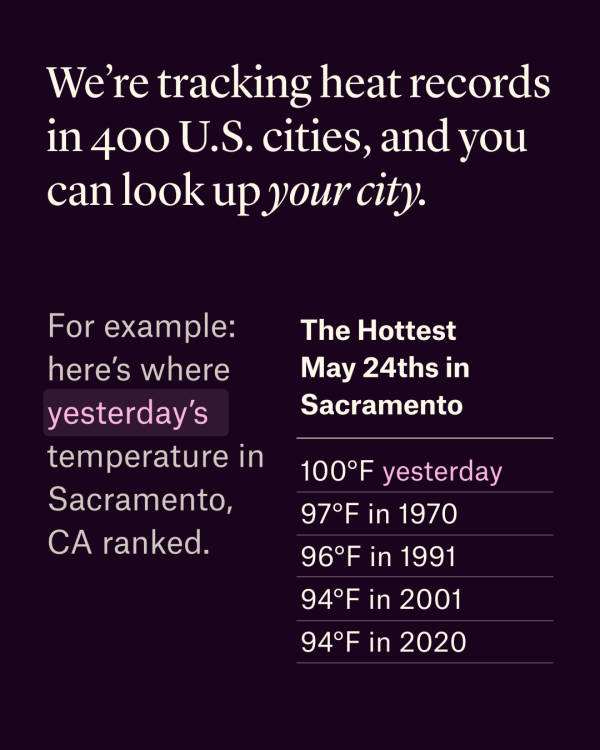 We’re tracking heat records
in 400 U.S. cities, and you
can look up your city.
For example:
here’s where
yesterday’s
temperature in
Sacramento,
CA ranked.
The Hottest
May 24ths in
Sacramento
100°F yesterday
97°F in 1970
96°F in 1991
94°F in 2001
94°F in 2020